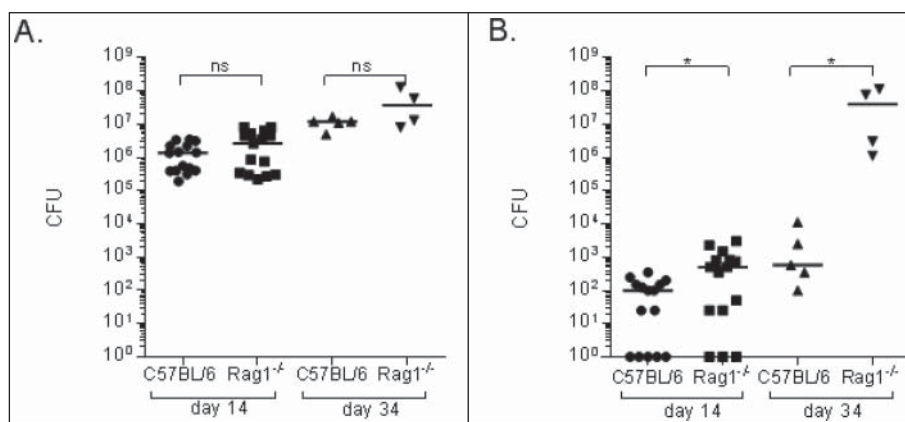 A.
10⁹
10⁸
10⁷
10⁶
10⁵
10⁴
10³
10²
10¹
10⁰
CFU
ns
ns
C57BL/6 Rag1⁻/⁻ C57BL/6 Rag1⁻/⁻
day 14 day 34
B.
10⁹
10⁸
10⁷
10⁶
10⁵
10⁴
10³
10²
10¹
10⁰
CFU
*
*
C57BL/6 Rag1⁻/⁻ C57BL/6 Rag1⁻/⁻
day 14 day 34